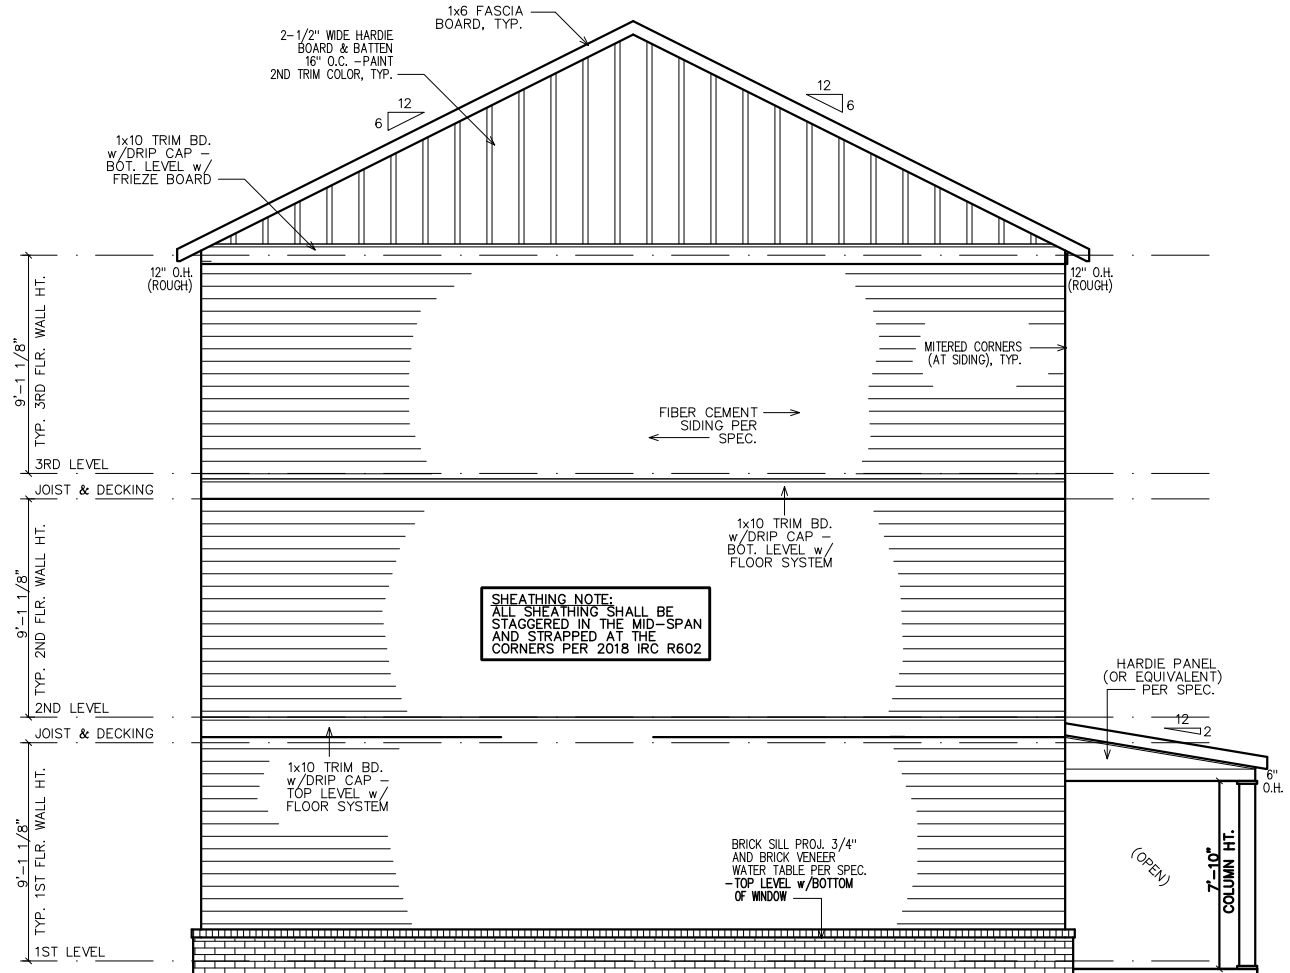 1x6 FASCIA
BOARD, TYP.
2-1/2" WIDE HARDIE
BOARD & BATTEN
16" O.C. -PAINT
2ND TRIM COLOR, TYP.
12
6
12
6
1x10 TRIM BD.
w/DRIP CAP -
BOT. LEVEL w/
FRIEZE BOARD
12" O.H.
(ROUGH)
12" O.H.
(ROUGH)
9'-1 1/8"
TYP. 3RD FLR. WALL HT.
MITERED CORNERS
(AT SIDING), TYP.
FIBER CEMENT
SIDING PER
SPEC.
3RD LEVEL
JOIST & DECKING
1x10 TRIM BD.
w/DRIP CAP -
BOT. LEVEL w/
FLOOR SYSTEM
9'-1 1/8"
TYP. 2ND FLR. WALL HT.
SHEATHING NOTE:
ALL SHEATHING SHALL BE
STAGGERED IN THE MID-SPAN
AND STRAPPED AT THE
CORNERS PER 2018 IRC R602
HARDIE PANEL
(OR EQUIVALENT)
PER SPEC.
2ND LEVEL
JOIST & DECKING
12
2
1x10 TRIM BD.
w/DRIP CAP -
TOP LEVEL w/
FLOOR SYSTEM
6"
O.H.
9'-1 1/8"
TYP. 1ST FLR. WALL HT.
BRICK SILL PROJ. 3/4"
AND BRICK VENEER
WATER TABLE PER SPEC.
-TOP LEVEL w/BOTTOM
OF WINDOW
(OPEN)
7'-10"
COLUMN HT.
1ST LEVEL